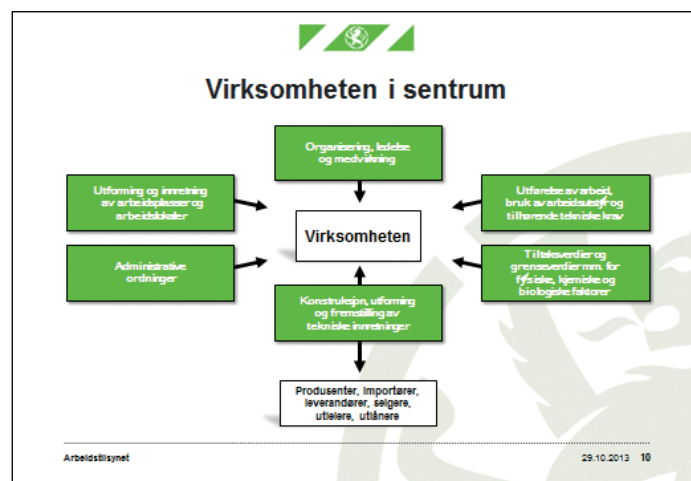 Virksomheten i sentrum
Organisering, ledelse
og medvirkning
Utforming og innretning
av arbeidsplasser og
arbeidslokaler
Utførelse av arbeid,
bruk av arbeidsutstyr og
tilhørende tekniske krav
Virksomheten
Administrative
ordninger
Tiltaksverdier og
grenseverdier mm. for
fysiske, kjemiske og
biologiske faktorer
Konstruksjon, utforming
og fremstilling av
tekniske innretninger
Produsenter, importører,
leverandører, selgere,
utleiere, utlånere
Arbeidstilsynet
29.10.2013 10